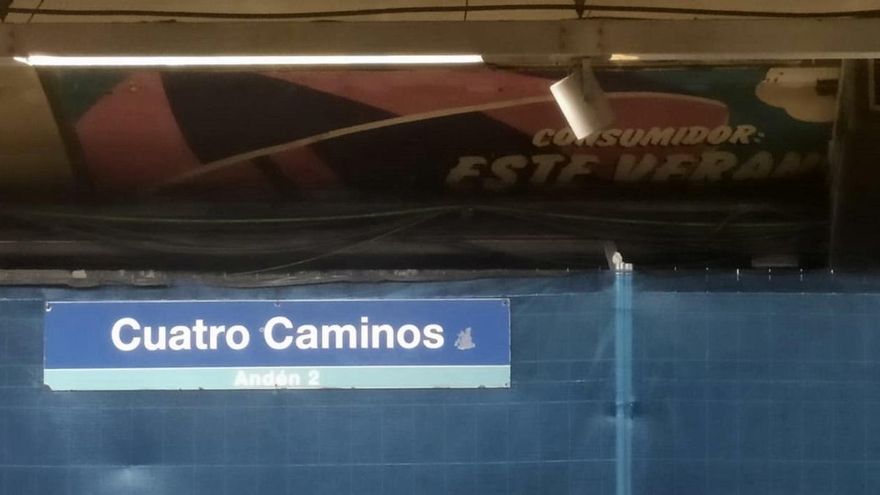 CONSUMIDOR:
ESTE VERAN
Cuatro Caminos
Andén 2